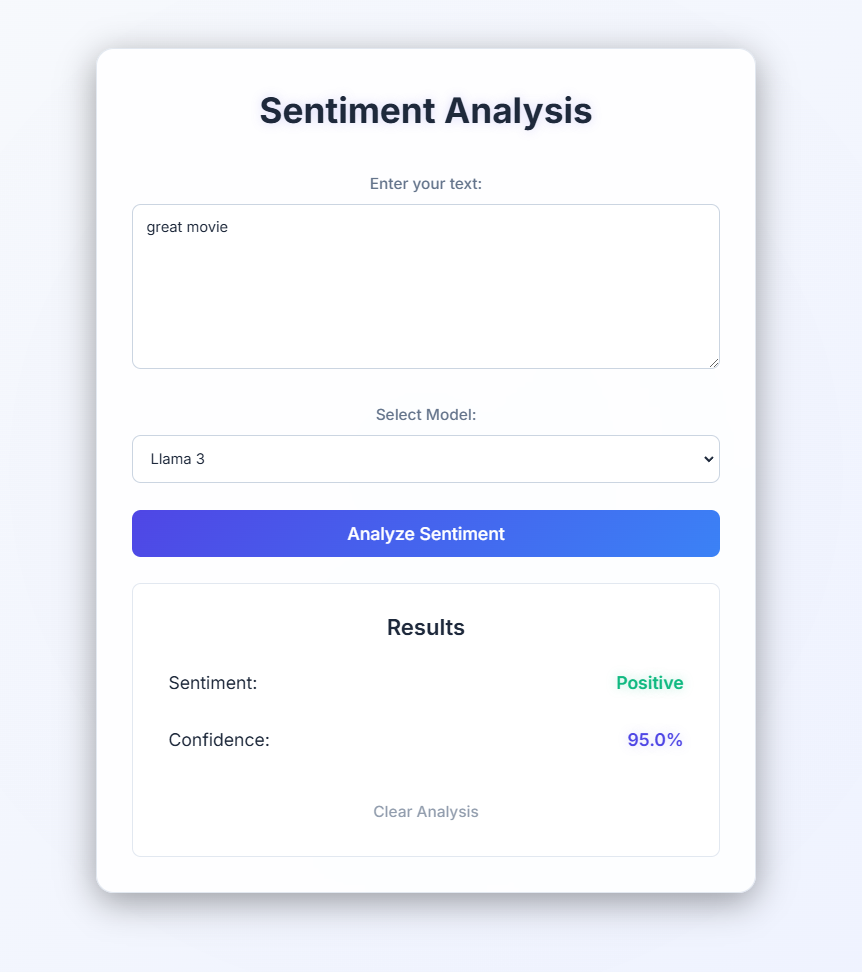 Sentiment Analysis
Enter your text:
great movie
Select Model:
Llama 3
Analyze Sentiment
Results
Sentiment: Positive
Confidence: 95.0%
Clear Analysis